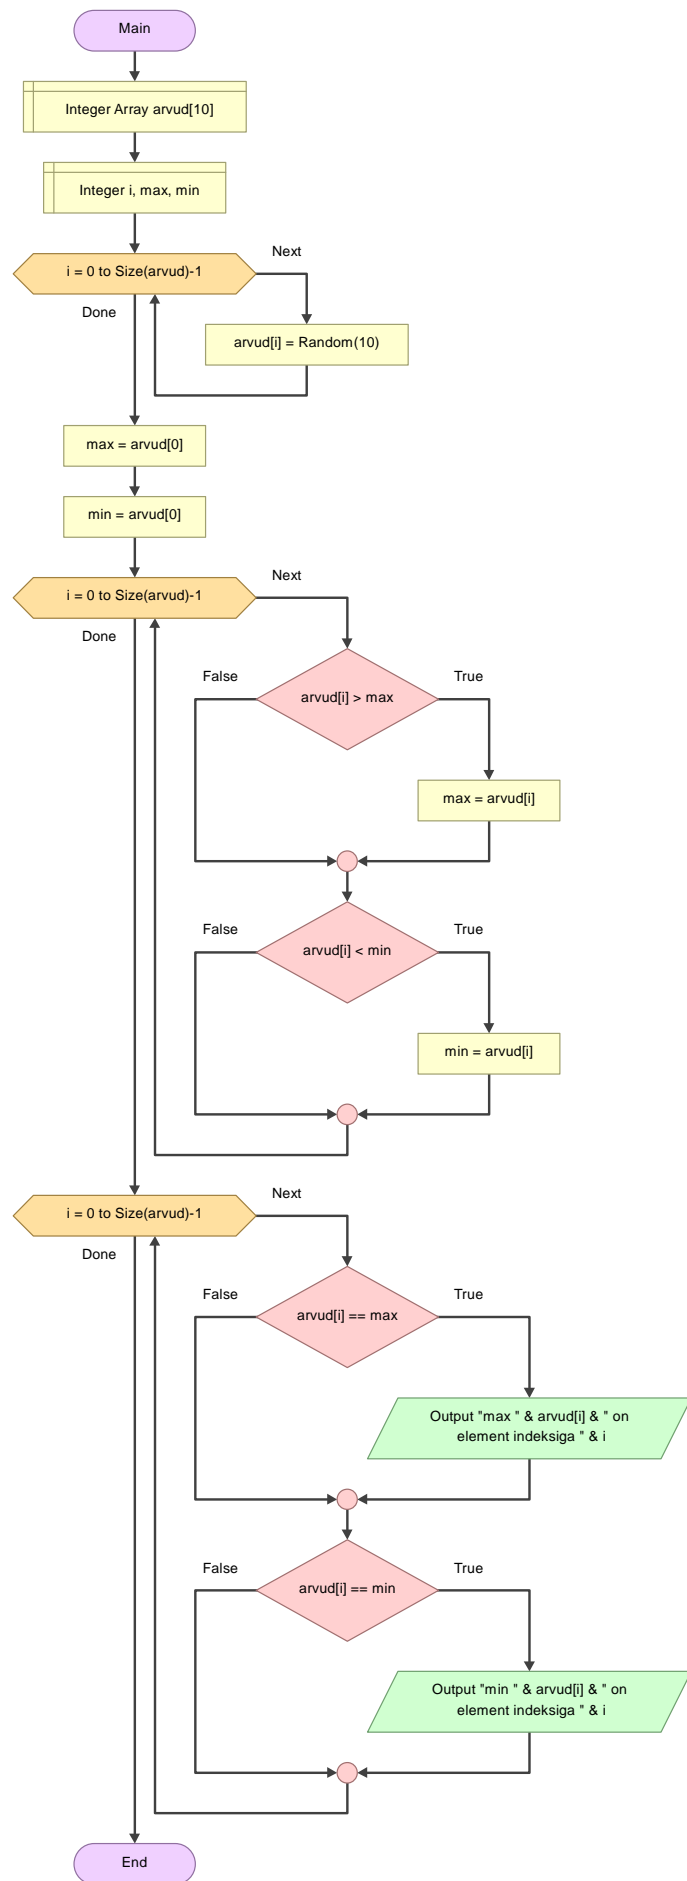 Main
Integer Array arvud[10]
Integer i, max, min
i = 0 to Size(arvud)-1
Next
Done
arvud[i] = Random(10)
max = arvud[0]
min = arvud[0]
i = 0 to Size(arvud)-1
Next
Done
False
True
arvud[i] > max
max = arvud[i]
False
True
arvud[i] < min
min = arvud[i]
i = 0 to Size(arvud)-1
Next
Done
False
True
arvud[i] == max
Output "max " & arvud[i] & " on
element indeksiga " & i
False
True
arvud[i] == min
Output "min " & arvud[i] & " on
element indeksiga " & i
End